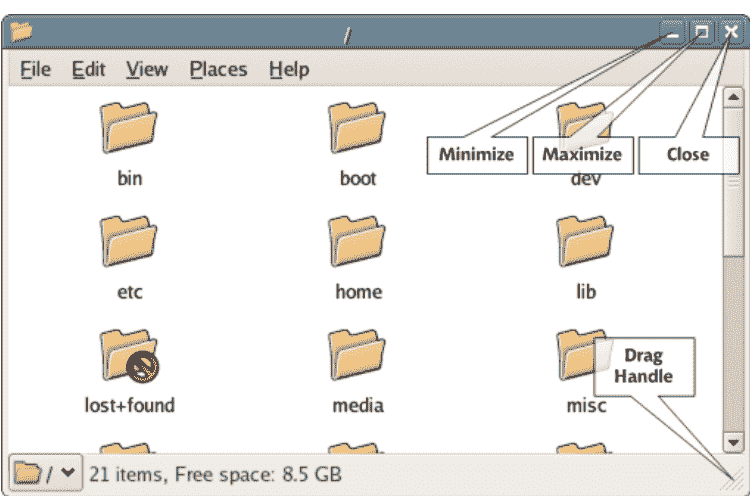 /
File Edit View Places Help
Minimize Maximize Close
bin boot dev
etc home lib
Drag
Handle
lost+found media misc
/ 21 items, Free space: 8.5 GB